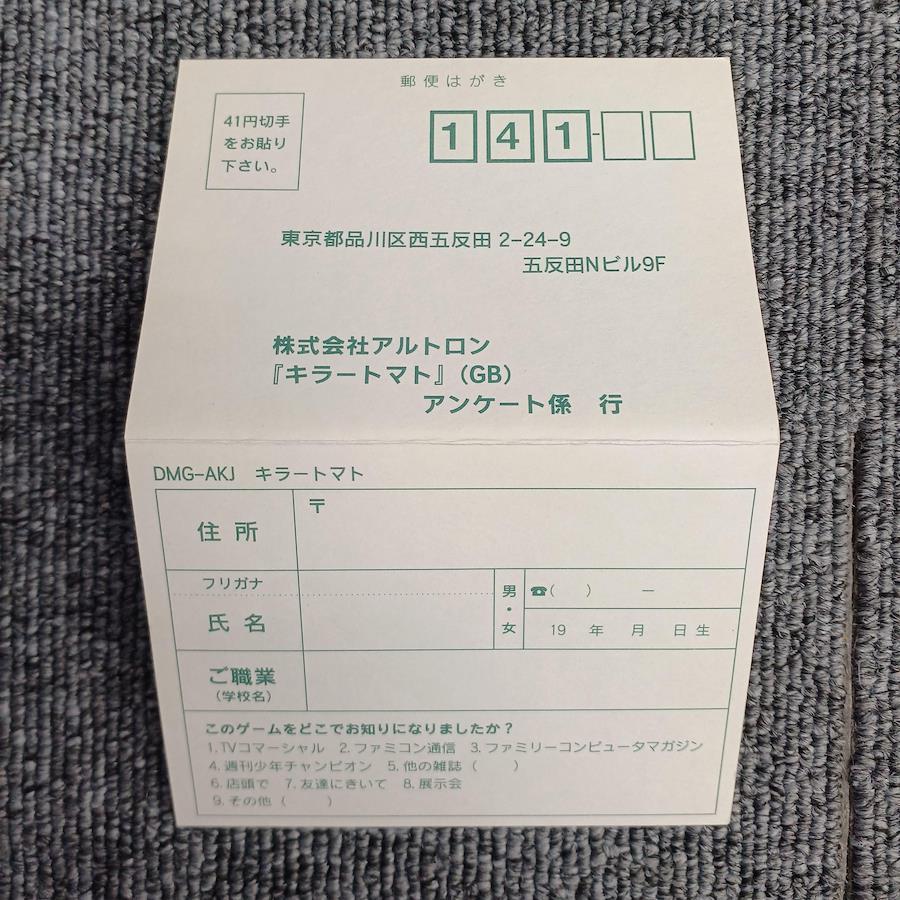 郵便はがき
41円切手
をお貼り
下さい。
141-
東京都品川区西五反田 2-24-9
五反田Nビル9F
株式会社アルトロン
『キラートマト』(GB)
アンケート係 行
DMG-AKJ キラートマト
住所 〒
フリガナ
氏名 男・女 ☎( ) ー
19 年 月 日生
ご職業
(学校名)
このゲームをどこでお知りになりましたか?
1.TVコマーシャル 2.ファミコン通信 3.ファミリーコンピュータマガジン
4.週刊少年チャンピオン 5.他の雑誌( )
6.店頭で 7.友達にきいて 8.展示会
9.その他( )